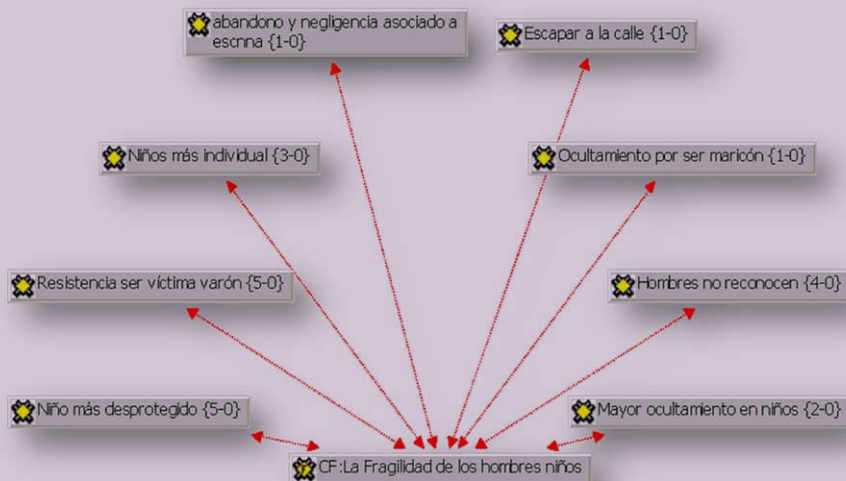 abandono y negligencia asociado a
escnna {1-0}
Escapar a la calle {1-0}
Niños más individual {3-0}
Ocultamiento por ser maricón {1-0}
Resistencia ser víctima varón {5-0}
Hombres no reconocen {4-0}
Niño más desprotegido {5-0}
Mayor ocultamiento en niños {2-0}
CF:La Fragilidad de los hombres niños